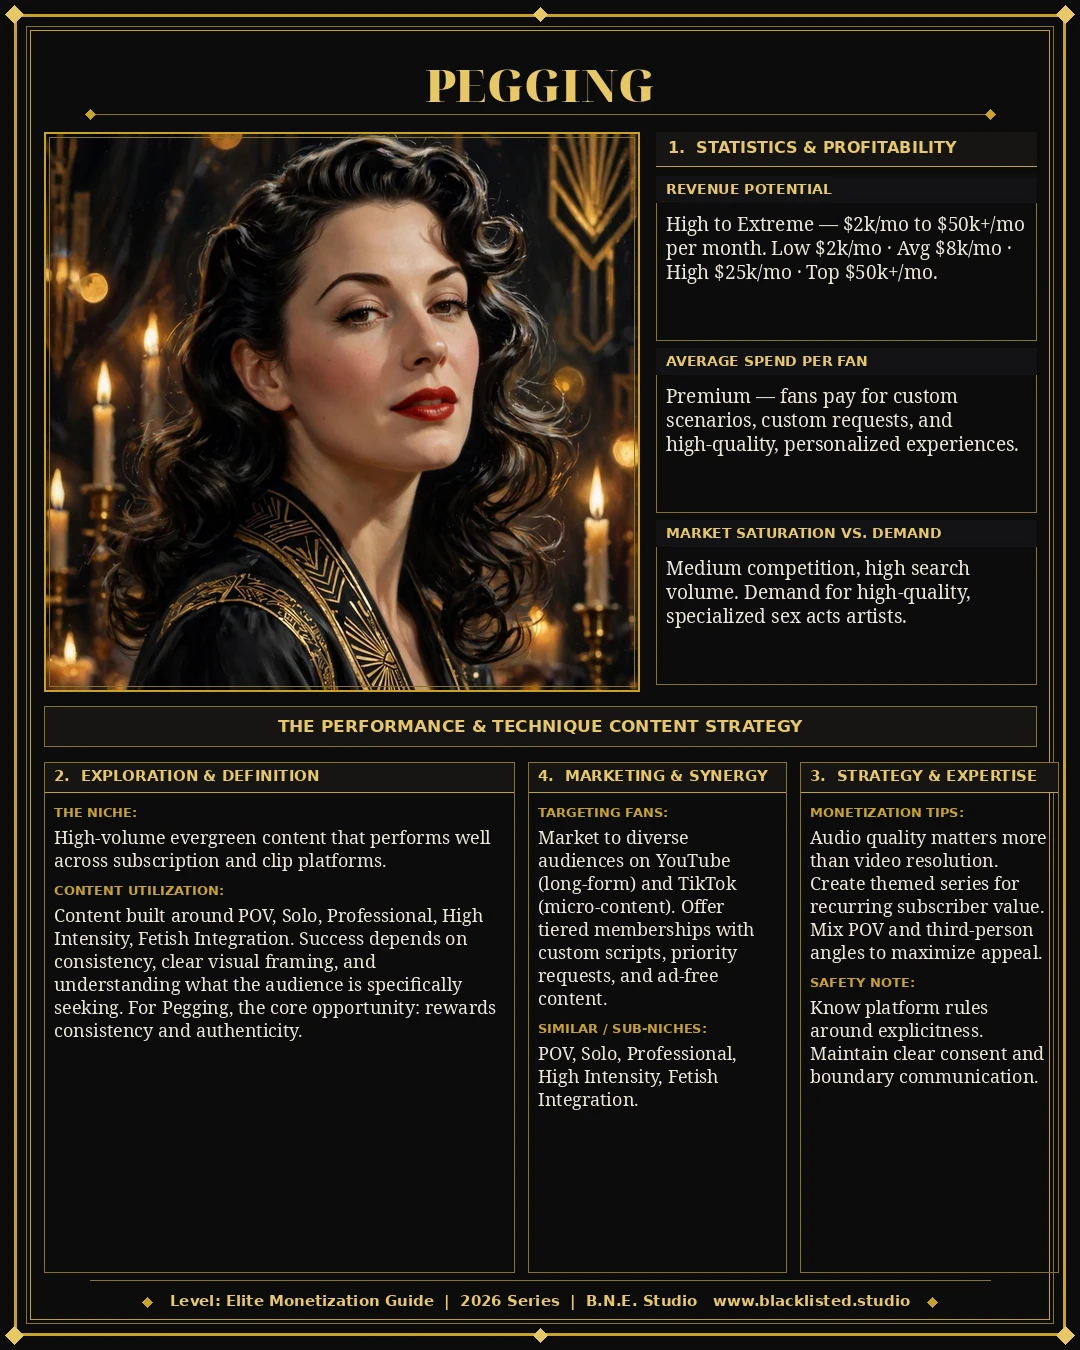 PEGGING
1. STATISTICS & PROFITABILITY
REVENUE POTENTIAL
High to Extreme — $2k/mo to $50k+/mo
per month. Low $2k/mo · Avg $8k/mo ·
High $25k/mo · Top $50k+/mo.
AVERAGE SPEND PER FAN
Premium — fans pay for custom
scenarios, custom requests, and
high-quality, personalized experiences.
MARKET SATURATION VS. DEMAND
Medium competition, high search
volume. Demand for high-quality,
specialized sex acts artists.
THE PERFORMANCE & TECHNIQUE CONTENT STRATEGY
2. EXPLORATION & DEFINITION
THE NICHE:
High-volume evergreen content that performs well
across subscription and clip platforms.
CONTENT UTILIZATION:
Content built around POV, Solo, Professional, High
Intensity, Fetish Integration. Success depends on
consistency, clear visual framing, and
understanding what the audience is specifically
seeking. For Pegging, the core opportunity: rewards
consistency and authenticity.
4. MARKETING & SYNERGY
TARGETING FANS:
Market to diverse
audiences on YouTube
(long-form) and TikTok
(micro-content). Offer
tiered memberships with
custom scripts, priority
requests, and ad-free
content.
SIMILAR / SUB-NICHES:
POV, Solo, Professional,
High Intensity, Fetish
Integration.
3. STRATEGY & EXPERTISE
MONETIZATION TIPS:
Audio quality matters more
than video resolution.
Create themed series for
recurring subscriber value.
Mix POV and third-person
angles to maximize appeal.
SAFETY NOTE:
Know platform rules
around explicitness.
Maintain clear consent and
boundary communication.
Level: Elite Monetization Guide | 2026 Series | B.N.E. Studio www.blacklisted.studio